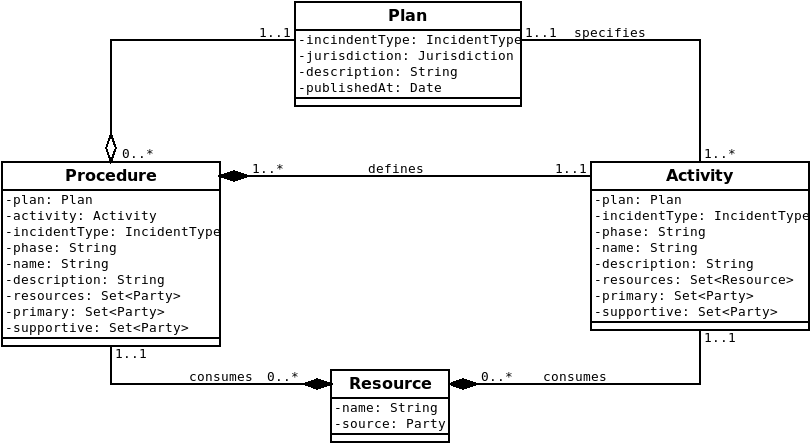 Plan
-incindentType: IncidentType
-jurisdiction: Jurisdiction
-description: String
-publishedAt: Date
1..1
1..1 specifies
0..*
1..*
Procedure
-plan: Plan
-activity: Activity
-incidentType: IncidentType
-phase: String
-name: String
-description: String
-resources: Set<Party>
-primary: Set<Party>
-supportive: Set<Party>
1..* defines 1..1
Activity
-plan: Plan
-incidentType: IncidentType
-phase: String
-name: String
-description: String
-resources: Set<Resource>
-primary: Set<Party>
-supportive: Set<Party>
1..1
1..1
consumes 0..*
0..* consumes
Resource
-name: String
-source: Party